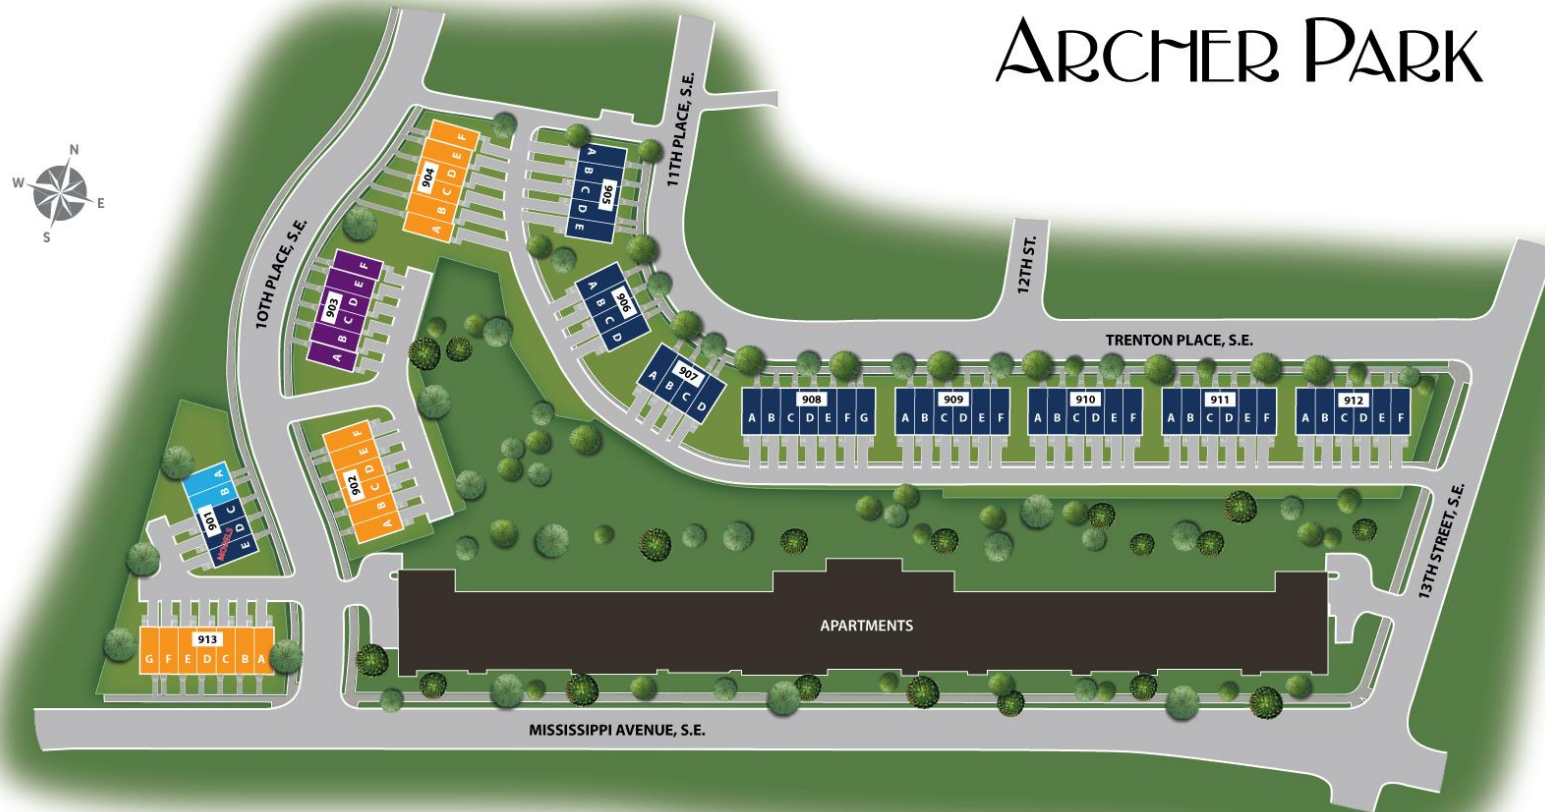 ARCHER PARK
N
W
E
S
10TH PLACE, S.E.
11TH PLACE, S.E.
12TH ST.
TRENTON PLACE, S.E.
13TH STREET, S.E.
MISSISSIPPI AVENUE, S.E.
APARTMENTS
904
F
E
D
C
B
A
905
A
B
C
D
E
903
F
E
D
C
B
A
906
A
B
C
D
907
A B C D
908
A B C D E F G
909
A B C D E F
910
A B C D E F
911
A B C D E F
912
A B C D E F
902
A B C D E F
901
A
B
C
D
E
MODELS
913
G F E D C B A